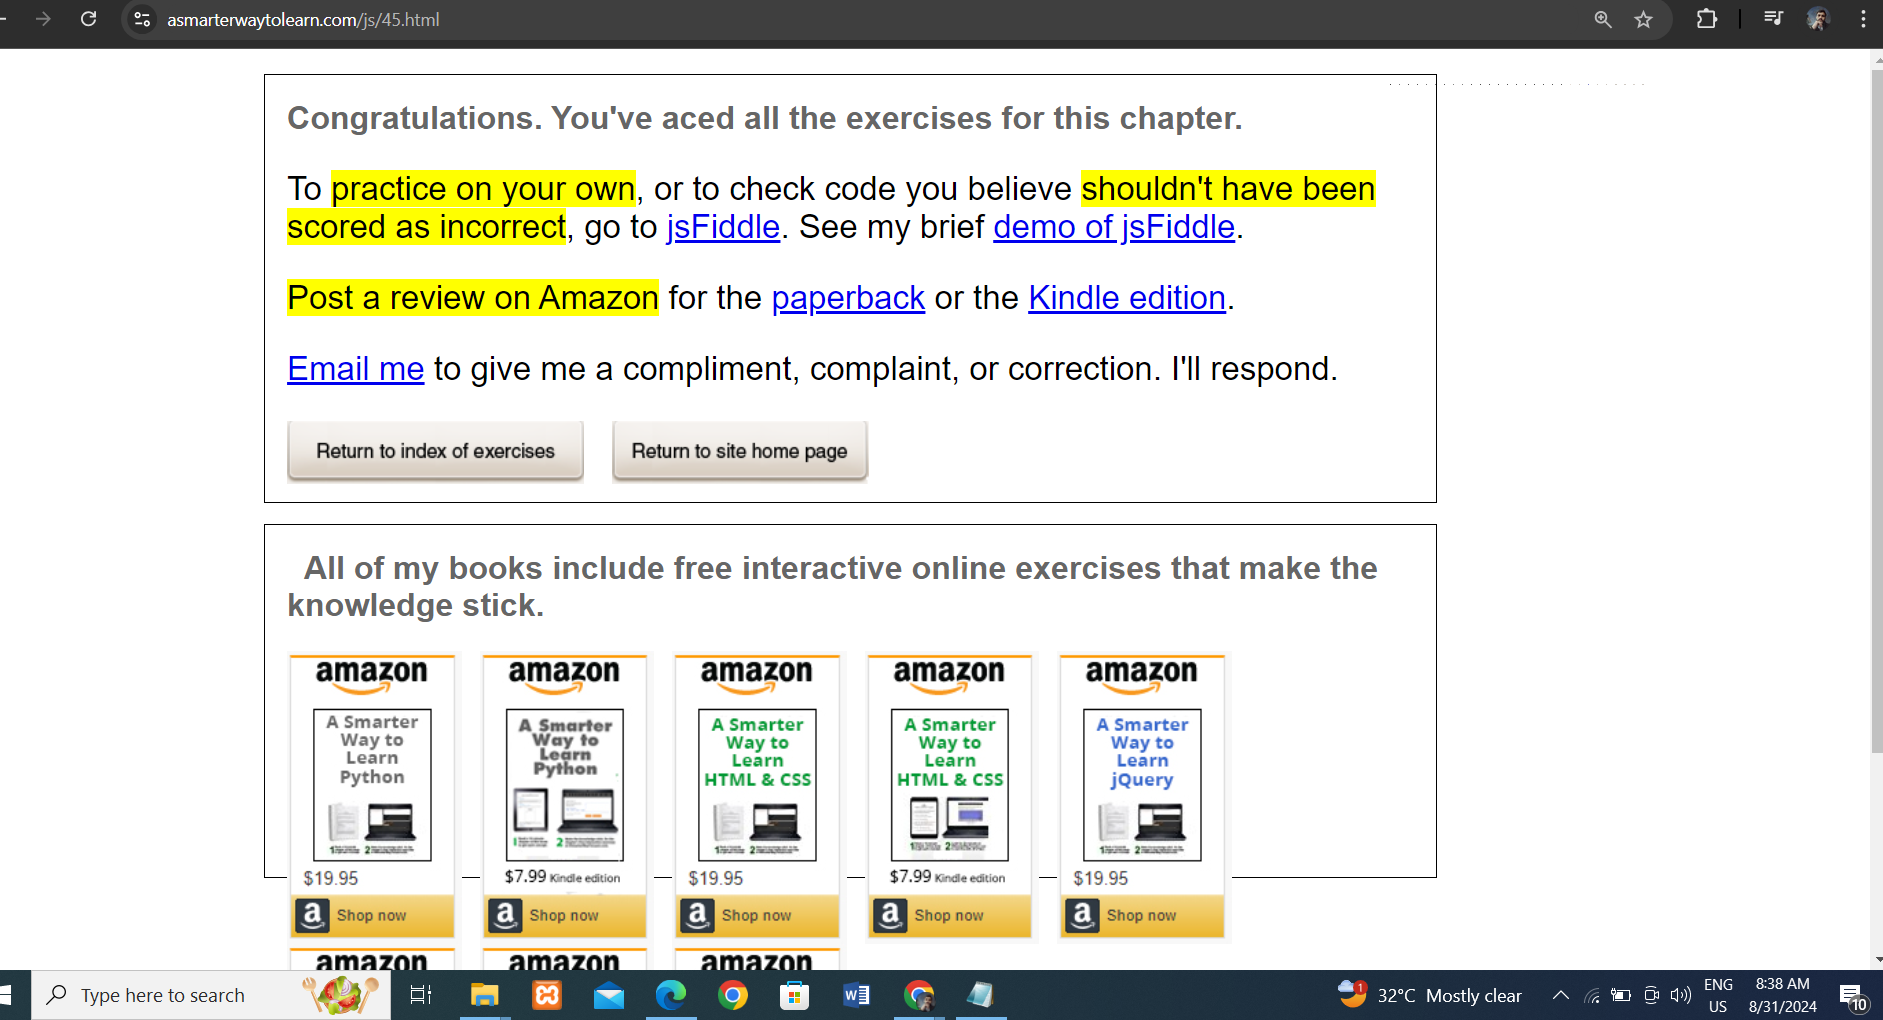 asmarterwaytolearn.com/js/45.html
Congratulations. You've aced all the exercises for this chapter.
To practice on your own, or to check code you believe shouldn't have been
scored as incorrect, go to jsFiddle. See my brief demo of jsFiddle.
Post a review on Amazon for the paperback or the Kindle edition.
Email me to give me a compliment, complaint, or correction. I'll respond.
Return to index of exercises Return to site home page
All of my books include free interactive online exercises that make the
knowledge stick.
amazon amazon amazon amazon amazon
A Smarter
Way to
Learn
Python
A Smarter
Way to
Learn
Python
A Smarter
Way to
Learn
HTML & CSS
A Smarter
Way to
Learn
HTML & CSS
A Smarter
Way to
Learn
jQuery
$19.95 $7.99 Kindle edition $19.95 $7.99 Kindle edition $19.95
a Shop now a Shop now a Shop now a Shop now a Shop now
amazon amazon amazon
Type here to search
1
32°C Mostly clear
ENG
US
8:38 AM
8/31/2024
10